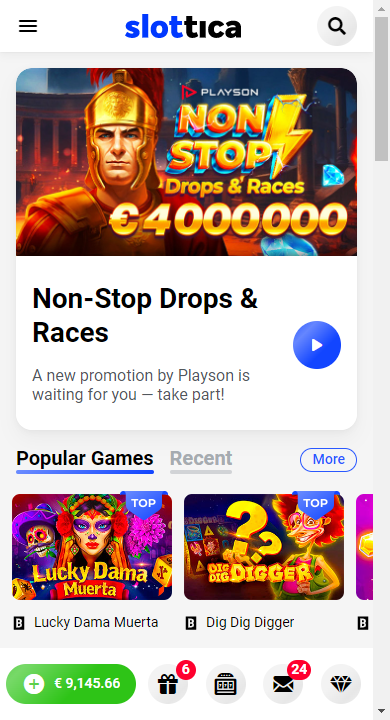 slottica
PLAYSON
NON
STOP
Drops & Races
€4000000
Non-Stop Drops &
Races
A new promotion by Playson is
waiting for you — take part!
Popular Games Recent More
TOP TOP
Lucky Dama
Muerta
DIG DIG
DIGGER
Lucky Dama Muerta Dig Dig Digger
€ 9,145.66 6 24